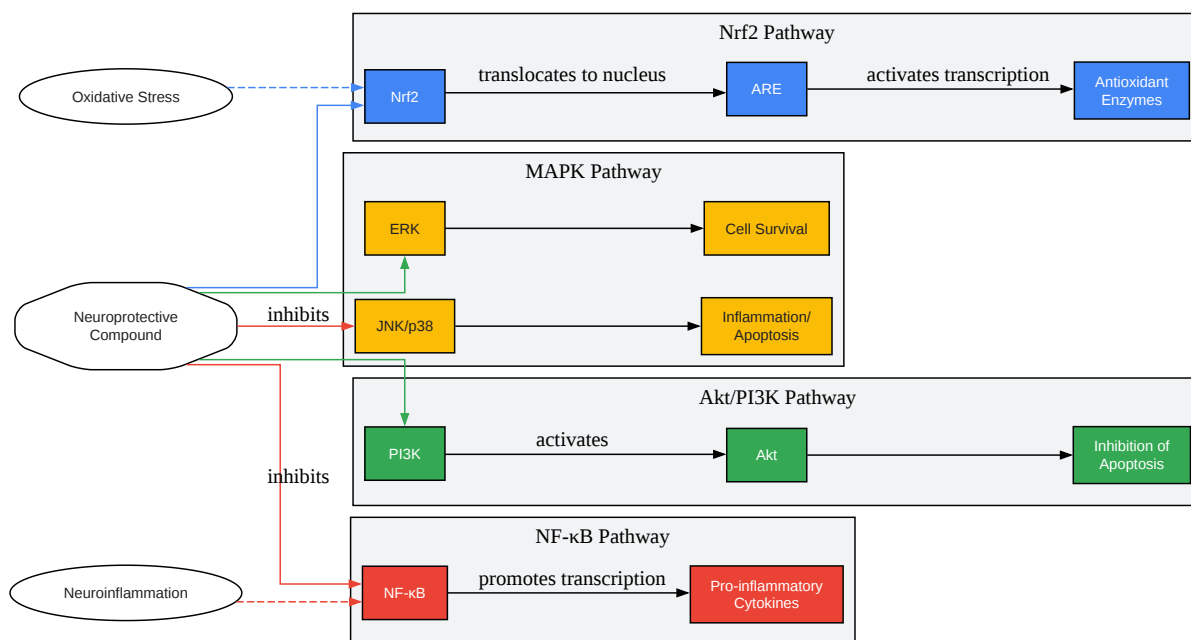 Nrf2 Pathway
Oxidative Stress
Nrf2
translocates to nucleus
ARE
activates transcription
Antioxidant
Enzymes
MAPK Pathway
ERK
Cell Survival
Neuroprotective
Compound
inhibits
JNK/p38
Inflammation/
Apoptosis
Akt/PI3K Pathway
PI3K
activates
Akt
Inhibition of
Apoptosis
inhibits
NF-κB Pathway
Neuroinflammation
NF-κB
promotes transcription
Pro-inflammatory
Cytokines